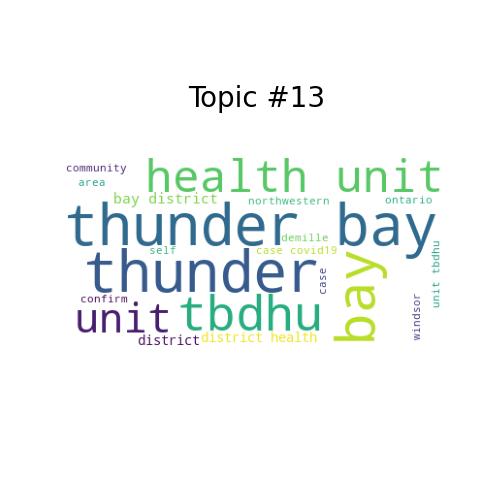 Topic #13
community
health unit
area
bay district
northwestern
ontario
thunder bay
demille
self
case covid19
unit tbdhu
thunder
bay
case
confirm
unit
tbdhu
windsor
district
district health